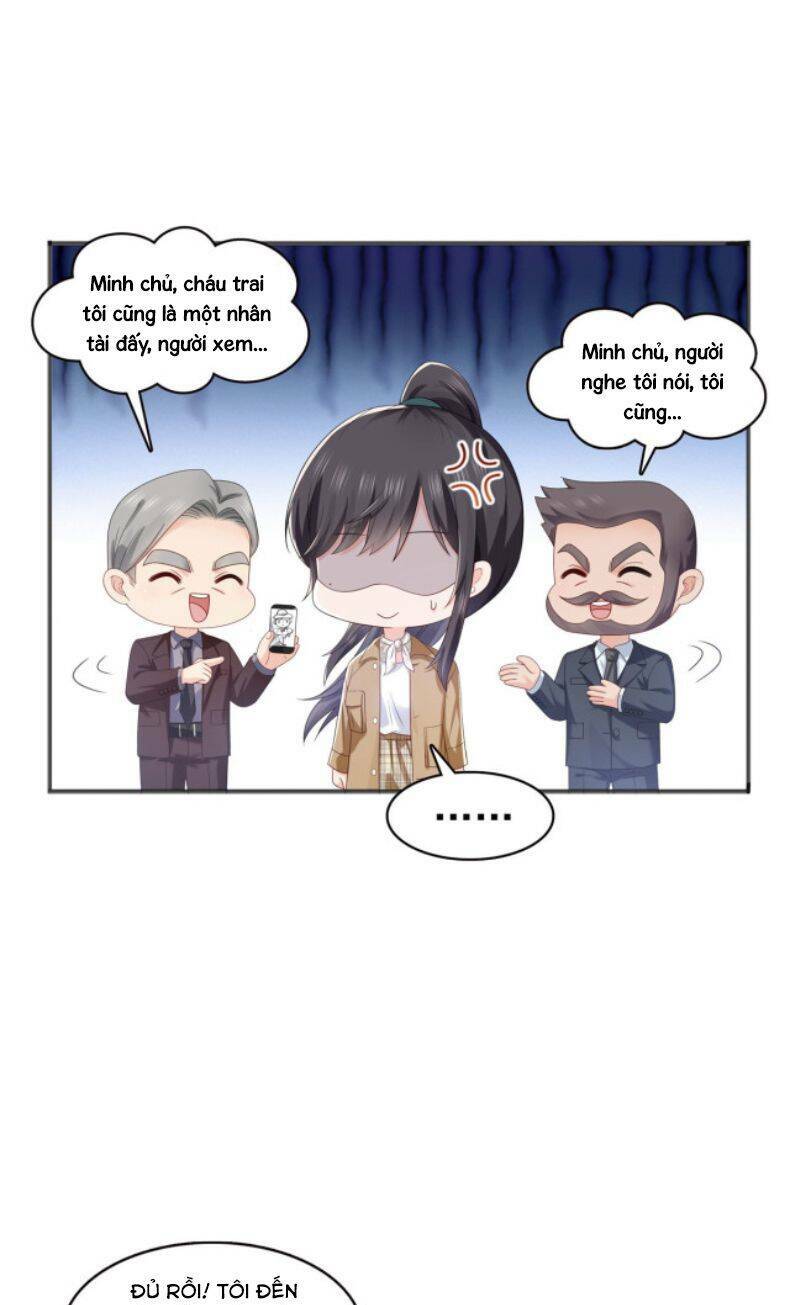 Minh chủ, cháu trai
tôi cũng là một nhân
tài đấy, người xem...
Minh chủ, người
nghe tôi nói, tôi
cũng...
......
ĐỦ RỒI! TÔI ĐẾN